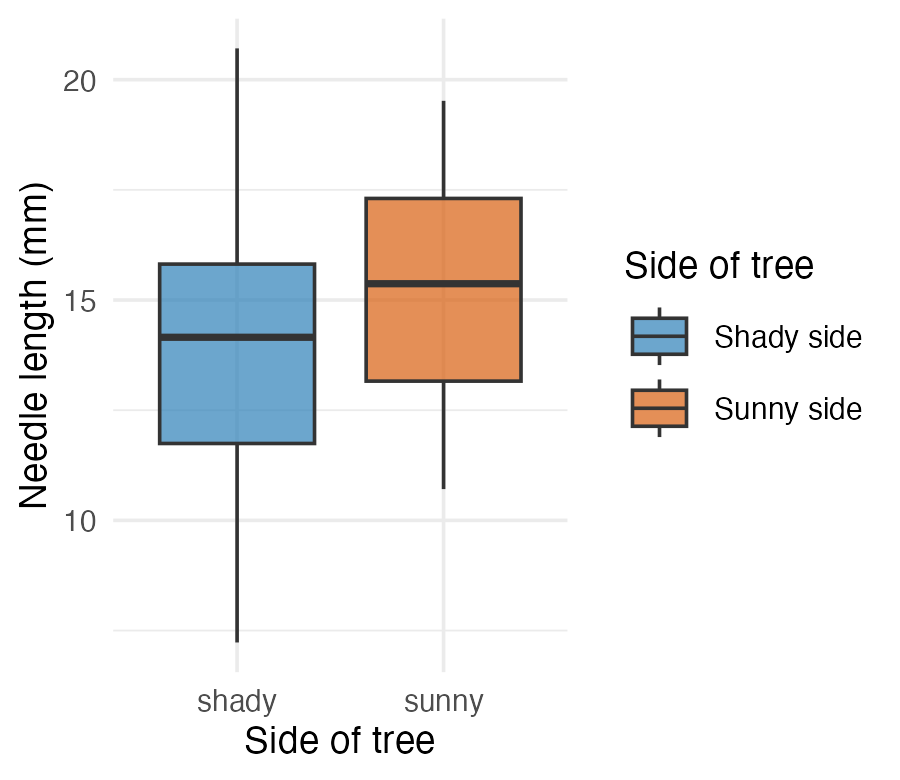 Needle length (mm)
20
15
10
shady
sunny
Side of tree
Side of tree
Shady side
Sunny side